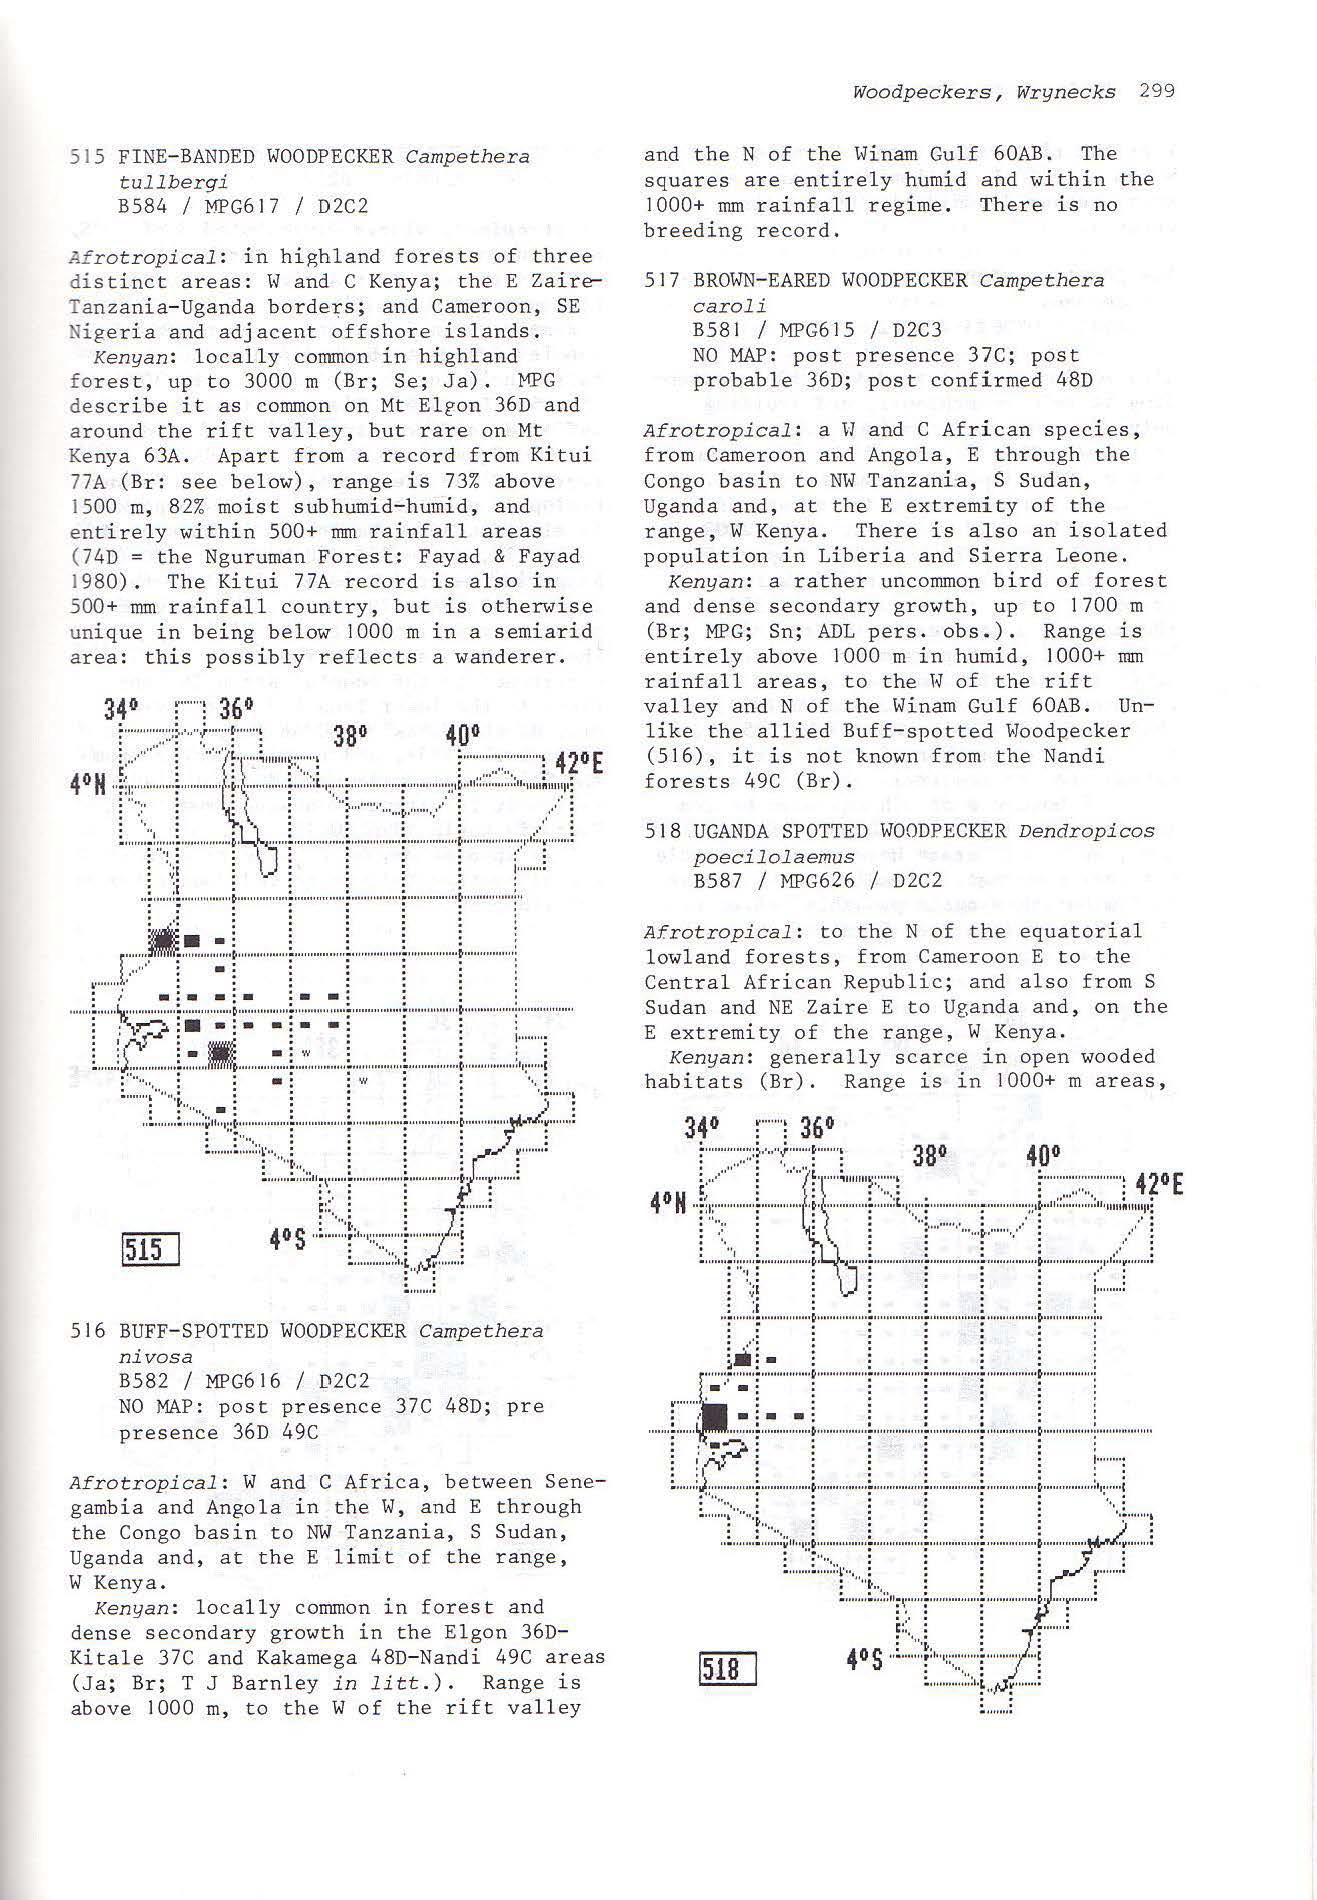 Woodpeckers, Wrynecks 299
515 FINE-BANDED WOODPECKER Campethera
tullbergi
B584 / MPG617 / D2C2
Afrotropical: in highland forests of three
distinct areas: W and C Kenya; the E Zaire-
Tanzania-Uganda borders; and Cameroon, SE
Nigeria and adjacent offshore islands.
Kenyan: locally common in highland
forest, up to 3000 m (Br; Se; Ja). MPG
describe it as common on Mt Elgon 36D and
around the rift valley, but rare on Mt
Kenya 63A. Apart from a record from Kitui
77A (Br: see below), range is 73% above
1500 m, 82% moist subhumid-humid, and
entirely within 500+ mm rainfall areas
(74D = the Nguruman Forest: Fayad & Fayad
1980). The Kitui 77A record is also in
500+ mm rainfall country, but is otherwise
unique in being below 1000 m in a semiarid
area: this possibly reflects a wanderer.
34° 36°
38° 40°
42°E
4°N
W
W
4°S
515
516 BUFF-SPOTTED WOODPECKER Campethera
nivosa
B582 / MPG616 / D2C2
NO MAP: post presence 37C 48D; pre
presence 36D 49C
Afrotropical: W and C Africa, between Sene-
gambia and Angola in the W, and E through
the Congo basin to NW Tanzania, S Sudan,
Uganda and, at the E limit of the range,
W Kenya.
Kenyan: locally common in forest and
dense secondary growth in the Elgon 36D-
Kitale 37C and Kakamega 48D-Nandi 49C areas
(Ja; Br; T J Barnley in litt.). Range is
above 1000 m, to the W of the rift valley
and the N of the Winam Gulf 60AB. The
squares are entirely humid and within the
1000+ mm rainfall regime. There is no
breeding record.
517 BROWN-EARED WOODPECKER Campethera
caroli
B581 / MPG615 / D2C3
NO MAP: post presence 37C; post
probable 36D; post confirmed 48D
Afrotropical: a W and C African species,
from Cameroon and Angola, E through the
Congo basin to NW Tanzania, S Sudan,
Uganda and, at the E extremity of the
range, W Kenya. There is also an isolated
population in Liberia and Sierra Leone.
Kenyan: a rather uncommon bird of forest
and dense secondary growth, up to 1700 m
(Br; MPG; Sn; ADL pers. obs.). Range is
entirely above 1000 m in humid, 1000+ mm
rainfall areas, to the W of the rift
valley and N of the Winam Gulf 60AB. Un-
like the allied Buff-spotted Woodpecker
(516), it is not known from the Nandi
forests 49C (Br).
518 UGANDA SPOTTED WOODPECKER Dendropicos
poecilolaemus
B587 / MPG626 / D2C2
Afrotropical: to the N of the equatorial
lowland forests, from Cameroon E to the
Central African Republic; and also from S
Sudan and NE Zaire E to Uganda and, on the
E extremity of the range, W Kenya.
Kenyan: generally scarce in open wooded
habitats (Br). Range is in 1000+ m areas,
34° 36°
38° 40°
42°E
4°N
4°S
518